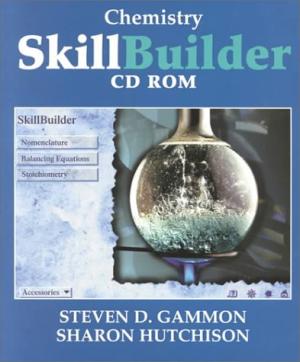 Chemistry
SkillBuilder
CD ROM
SkillBuilder
Nomenclature
Balancing Equations
Stoichiometry
Accessories
STEVEN D. GAMMON
SHARON HUTCHISON